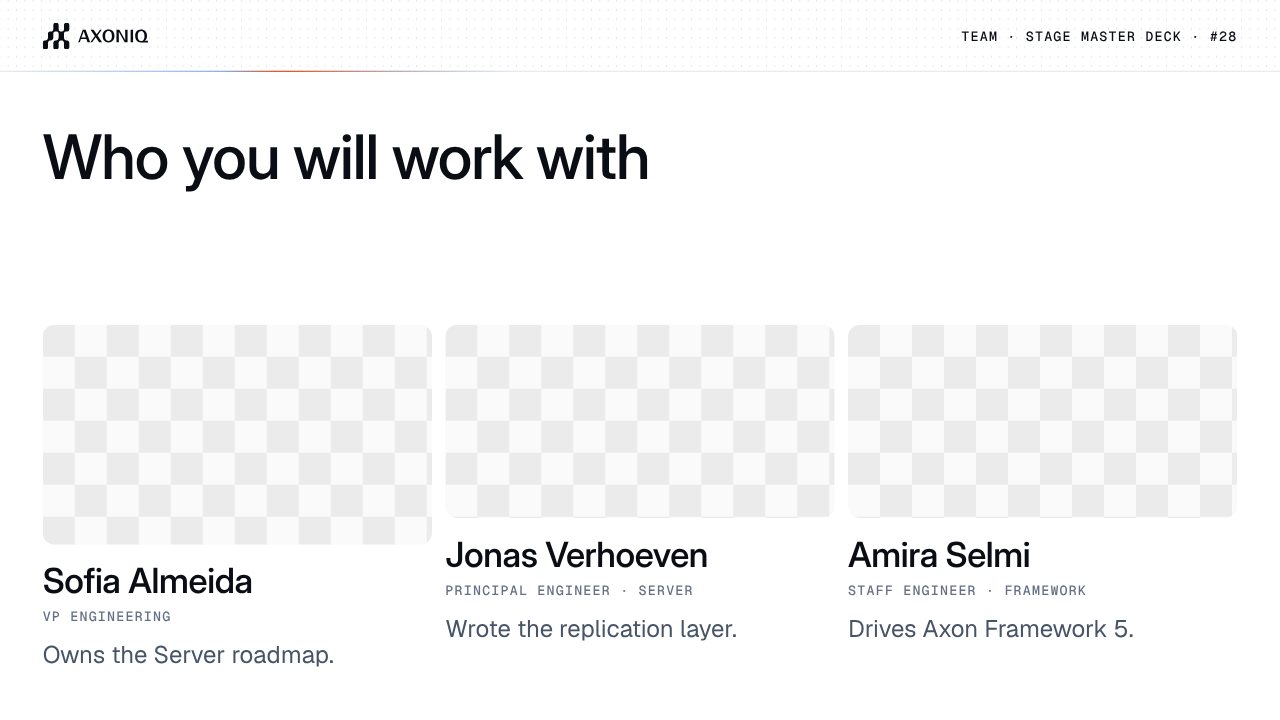 AXONIQ
TEAM · STAGE MASTER DECK · #28
Who you will work with
Sofia Almeida
VP ENGINEERING
Owns the Server roadmap.
Jonas Verhoeven
PRINCIPAL ENGINEER · SERVER
Wrote the replication layer.
Amira Selmi
STAFF ENGINEER · FRAMEWORK
Drives Axon Framework 5.